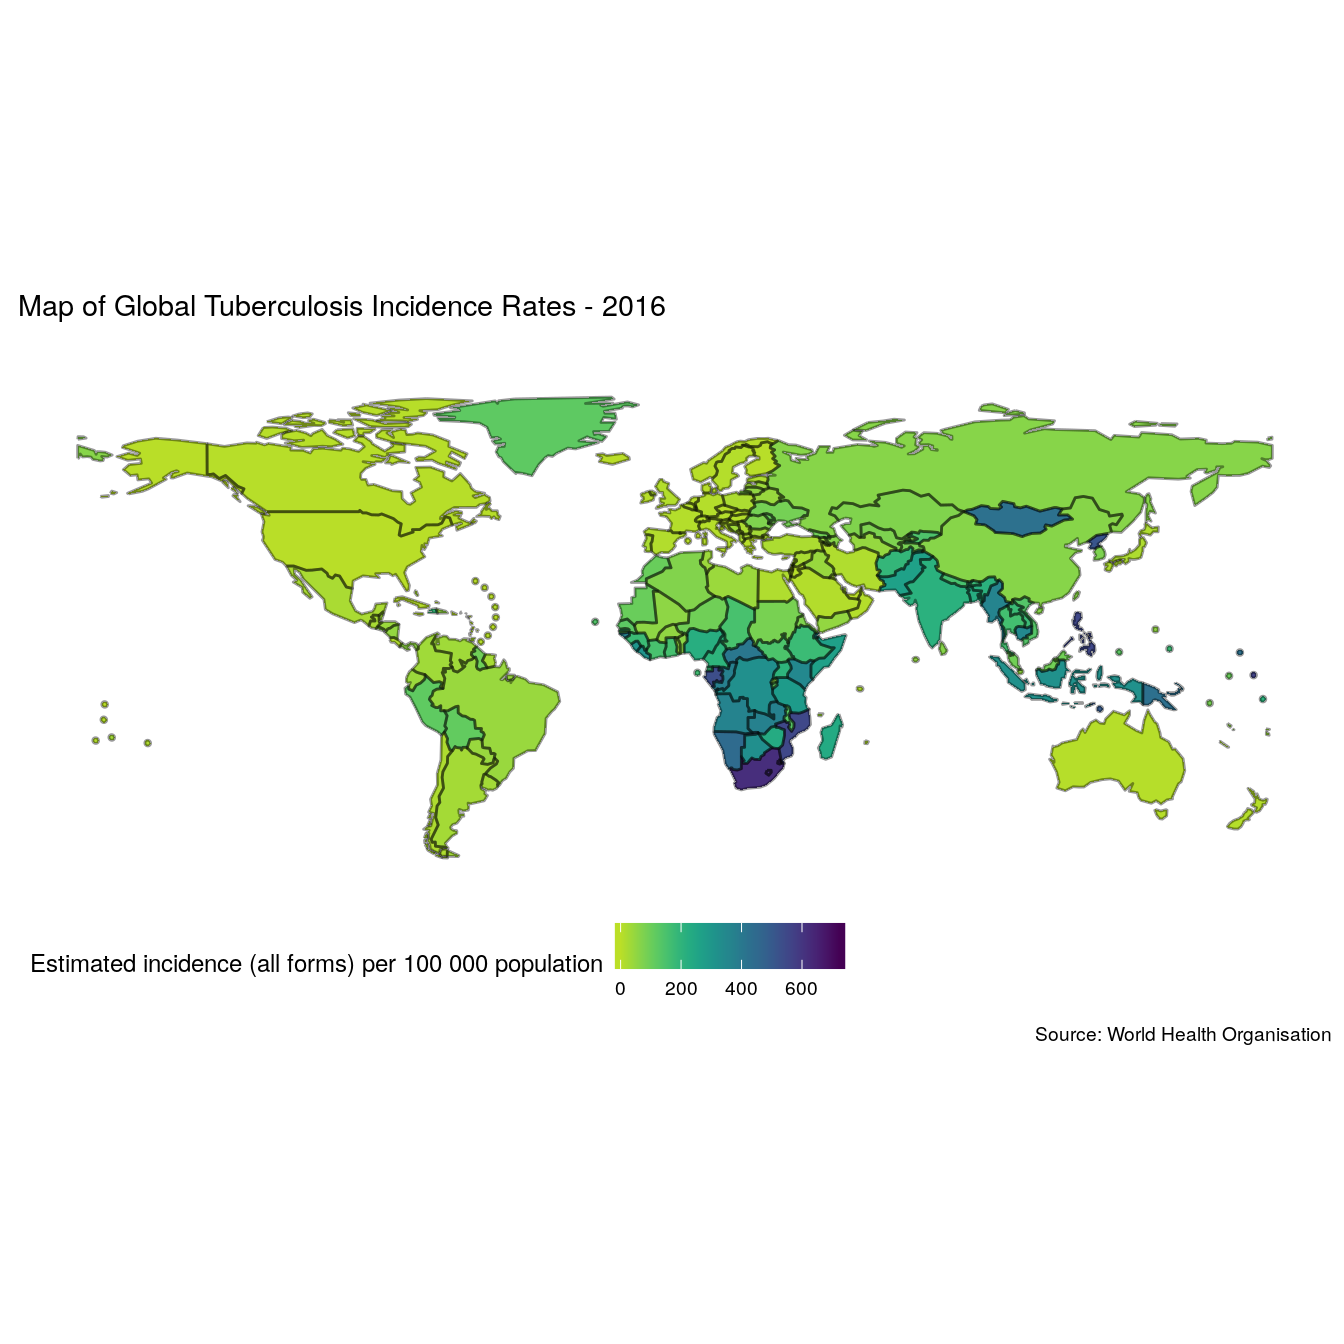 Map of Global Tuberculosis Incidence Rates - 2016
Estimated incidence (all forms) per 100 000 population
0 200 400 600
Source: World Health Organisation